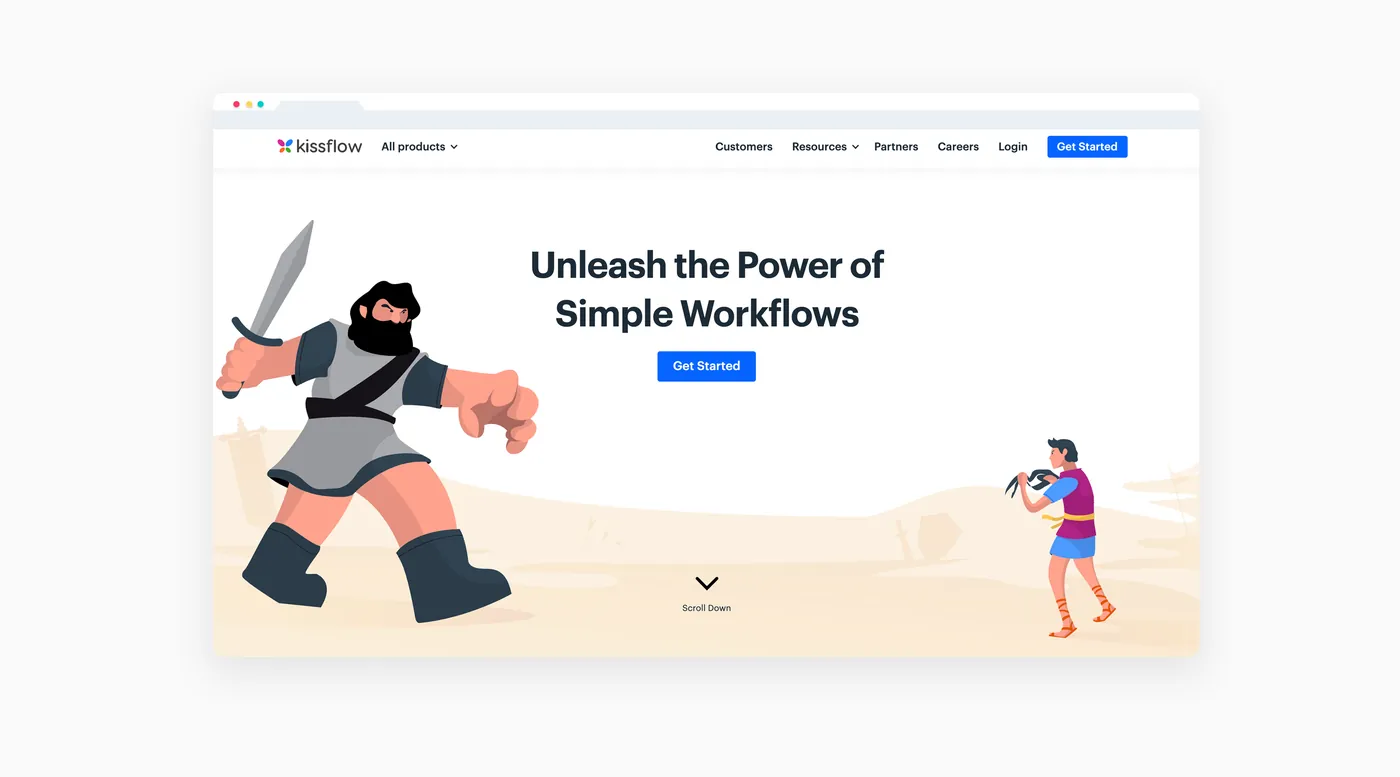 kissflow
All products
Customers
Resources
Partners
Careers
Login
Get Started
Unleash the Power of
Simple Workflows
Get Started
Scroll Down